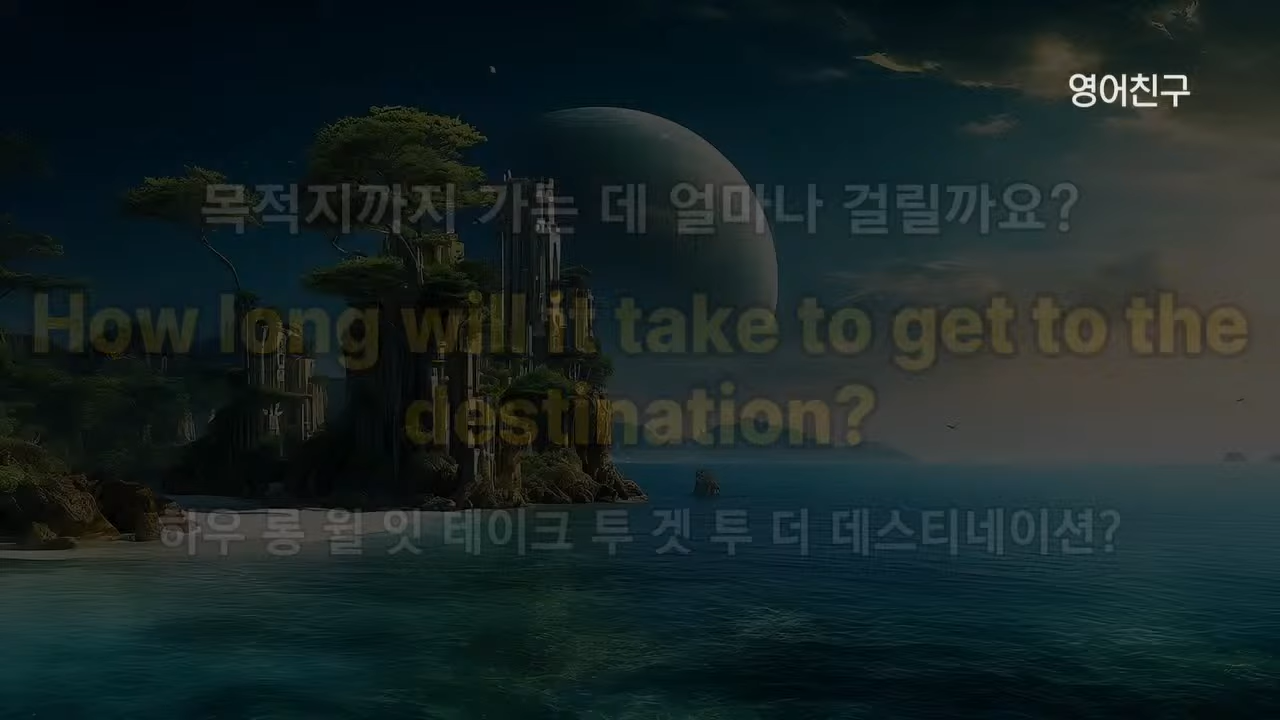 영어친구
목적지까지 가는 데 얼마나 걸릴까요?
How long will it take to get to the
destination?
하우 롱 윌 잇 테이크 투 겟 투 더 데스티네이션?